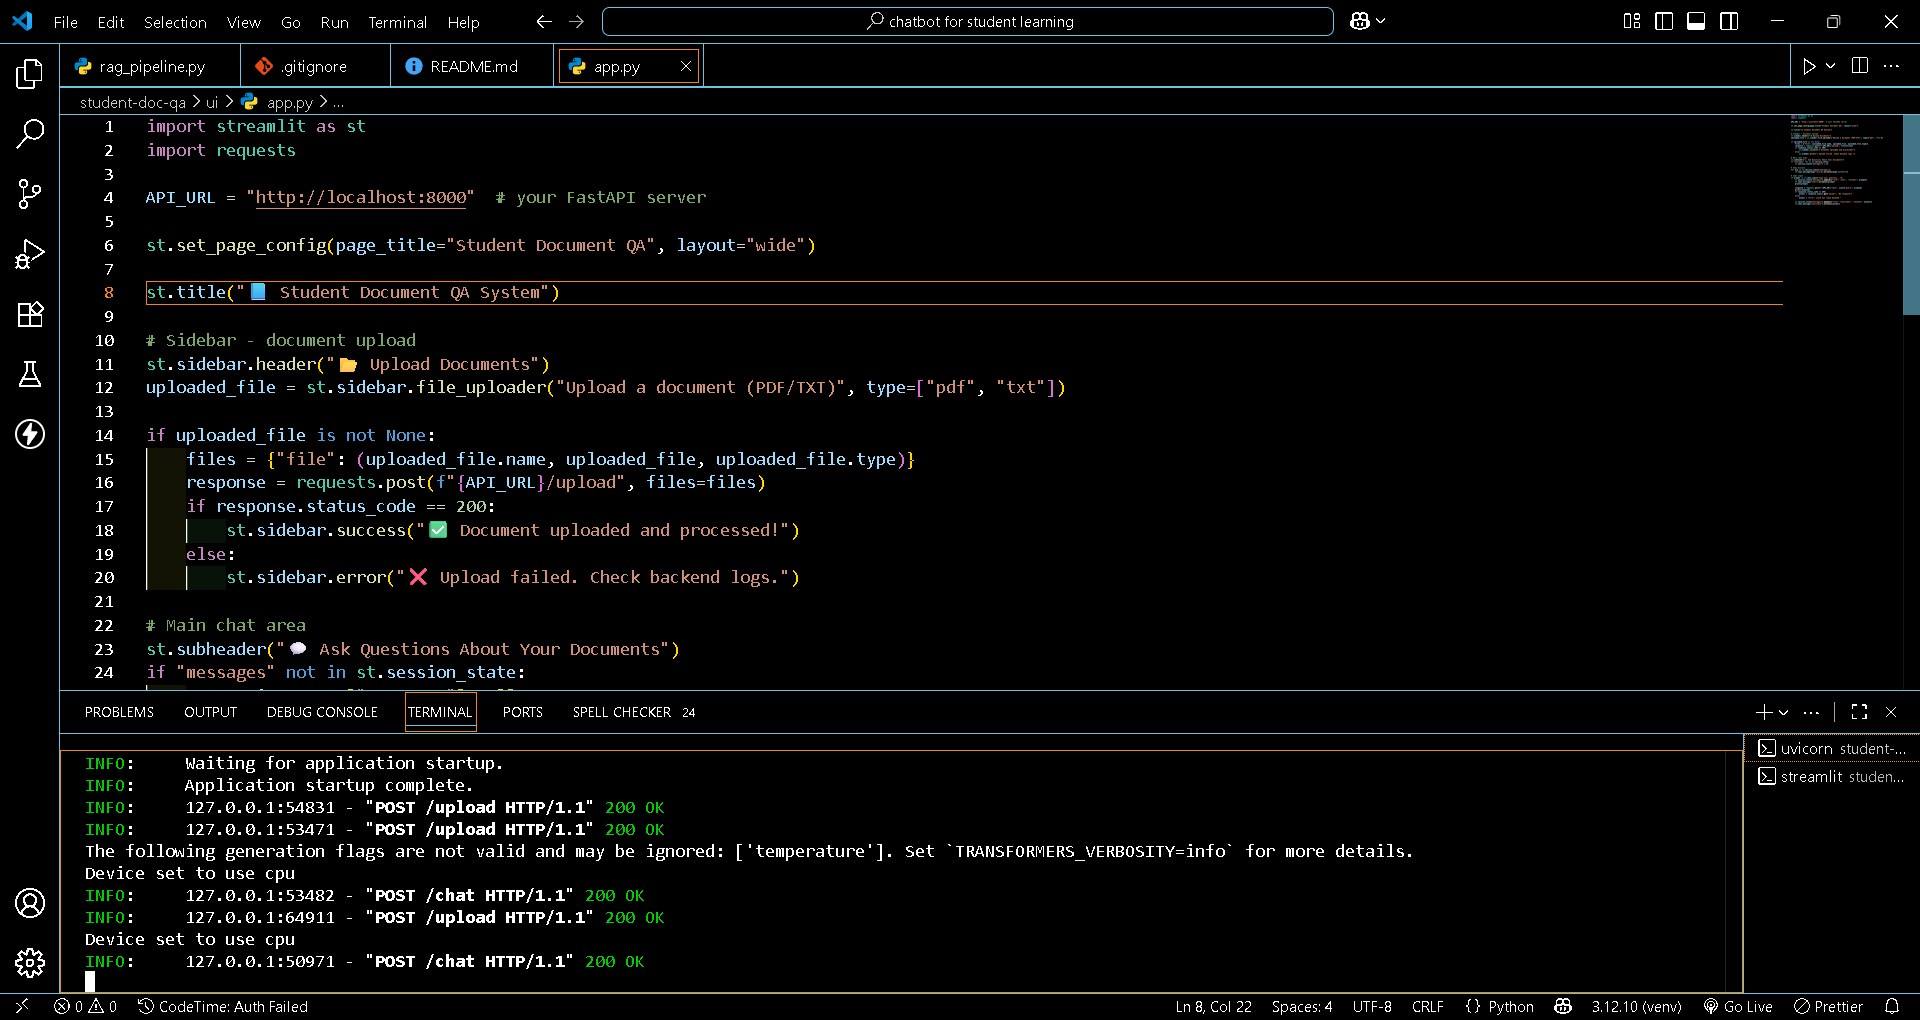 File Edit Selection View Go Run Terminal Help
chatbot for student learning
rag_pipeline.py
.gitignore
README.md
app.py
student-doc-qa > ui > app.py > ...
1 import streamlit as st
2 import requests
3
4 API_URL = "http://localhost:8000"  # your FastAPI server
5
6 st.set_page_config(page_title="Student Document QA", layout="wide")
7
8 st.title("📘 Student Document QA System")
9
10 # Sidebar - document upload
11 st.sidebar.header("📂 Upload Documents")
12 uploaded_file = st.sidebar.file_uploader("Upload a document (PDF/TXT)", type=["pdf", "txt"])
13
14 if uploaded_file is not None:
15     files = {"file": (uploaded_file.name, uploaded_file, uploaded_file.type)}
16     response = requests.post(f"{API_URL}/upload", files=files)
17     if response.status_code == 200:
18         st.sidebar.success("✅ Document uploaded and processed!")
19     else:
20         st.sidebar.error("❌ Upload failed. Check backend logs.")
21
22 # Main chat area
23 st.subheader("💬 Ask Questions About Your Documents")
24 if "messages" not in st.session_state:
PROBLEMS OUTPUT DEBUG CONSOLE TERMINAL PORTS SPELL CHECKER 24
INFO:     Waiting for application startup.
INFO:     Application startup complete.
INFO:     127.0.0.1:54831 - "POST /upload HTTP/1.1" 200 OK
INFO:     127.0.0.1:53471 - "POST /upload HTTP/1.1" 200 OK
The following generation flags are not valid and may be ignored: ['temperature']. Set `TRANSFORMERS_VERBOSITY=info` for more details.
Device set to use cpu
INFO:     127.0.0.1:53482 - "POST /chat HTTP/1.1" 200 OK
INFO:     127.0.0.1:64911 - "POST /upload HTTP/1.1" 200 OK
Device set to use cpu
INFO:     127.0.0.1:50971 - "POST /chat HTTP/1.1" 200 OK
uvicorn student-...
streamlit studen...
0 0 CodeTime: Auth Failed
Ln 8, Col 22 Spaces: 4 UTF-8 CRLF {} Python 3.12.10 (venv) Go Live Prettier